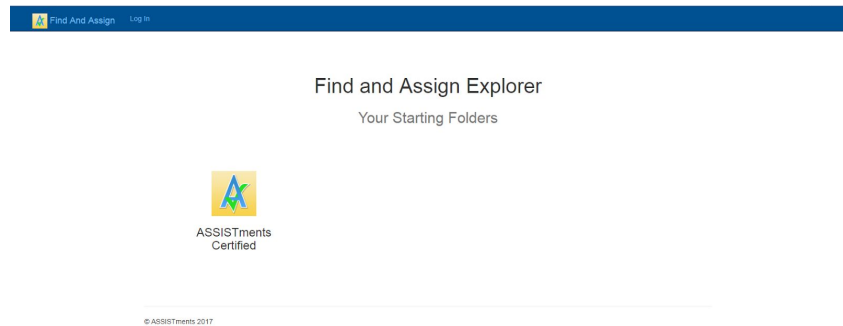 Find And Assign Log In
Find and Assign Explorer
Your Starting Folders
ASSISTments
Certified
© ASSISTments 2017